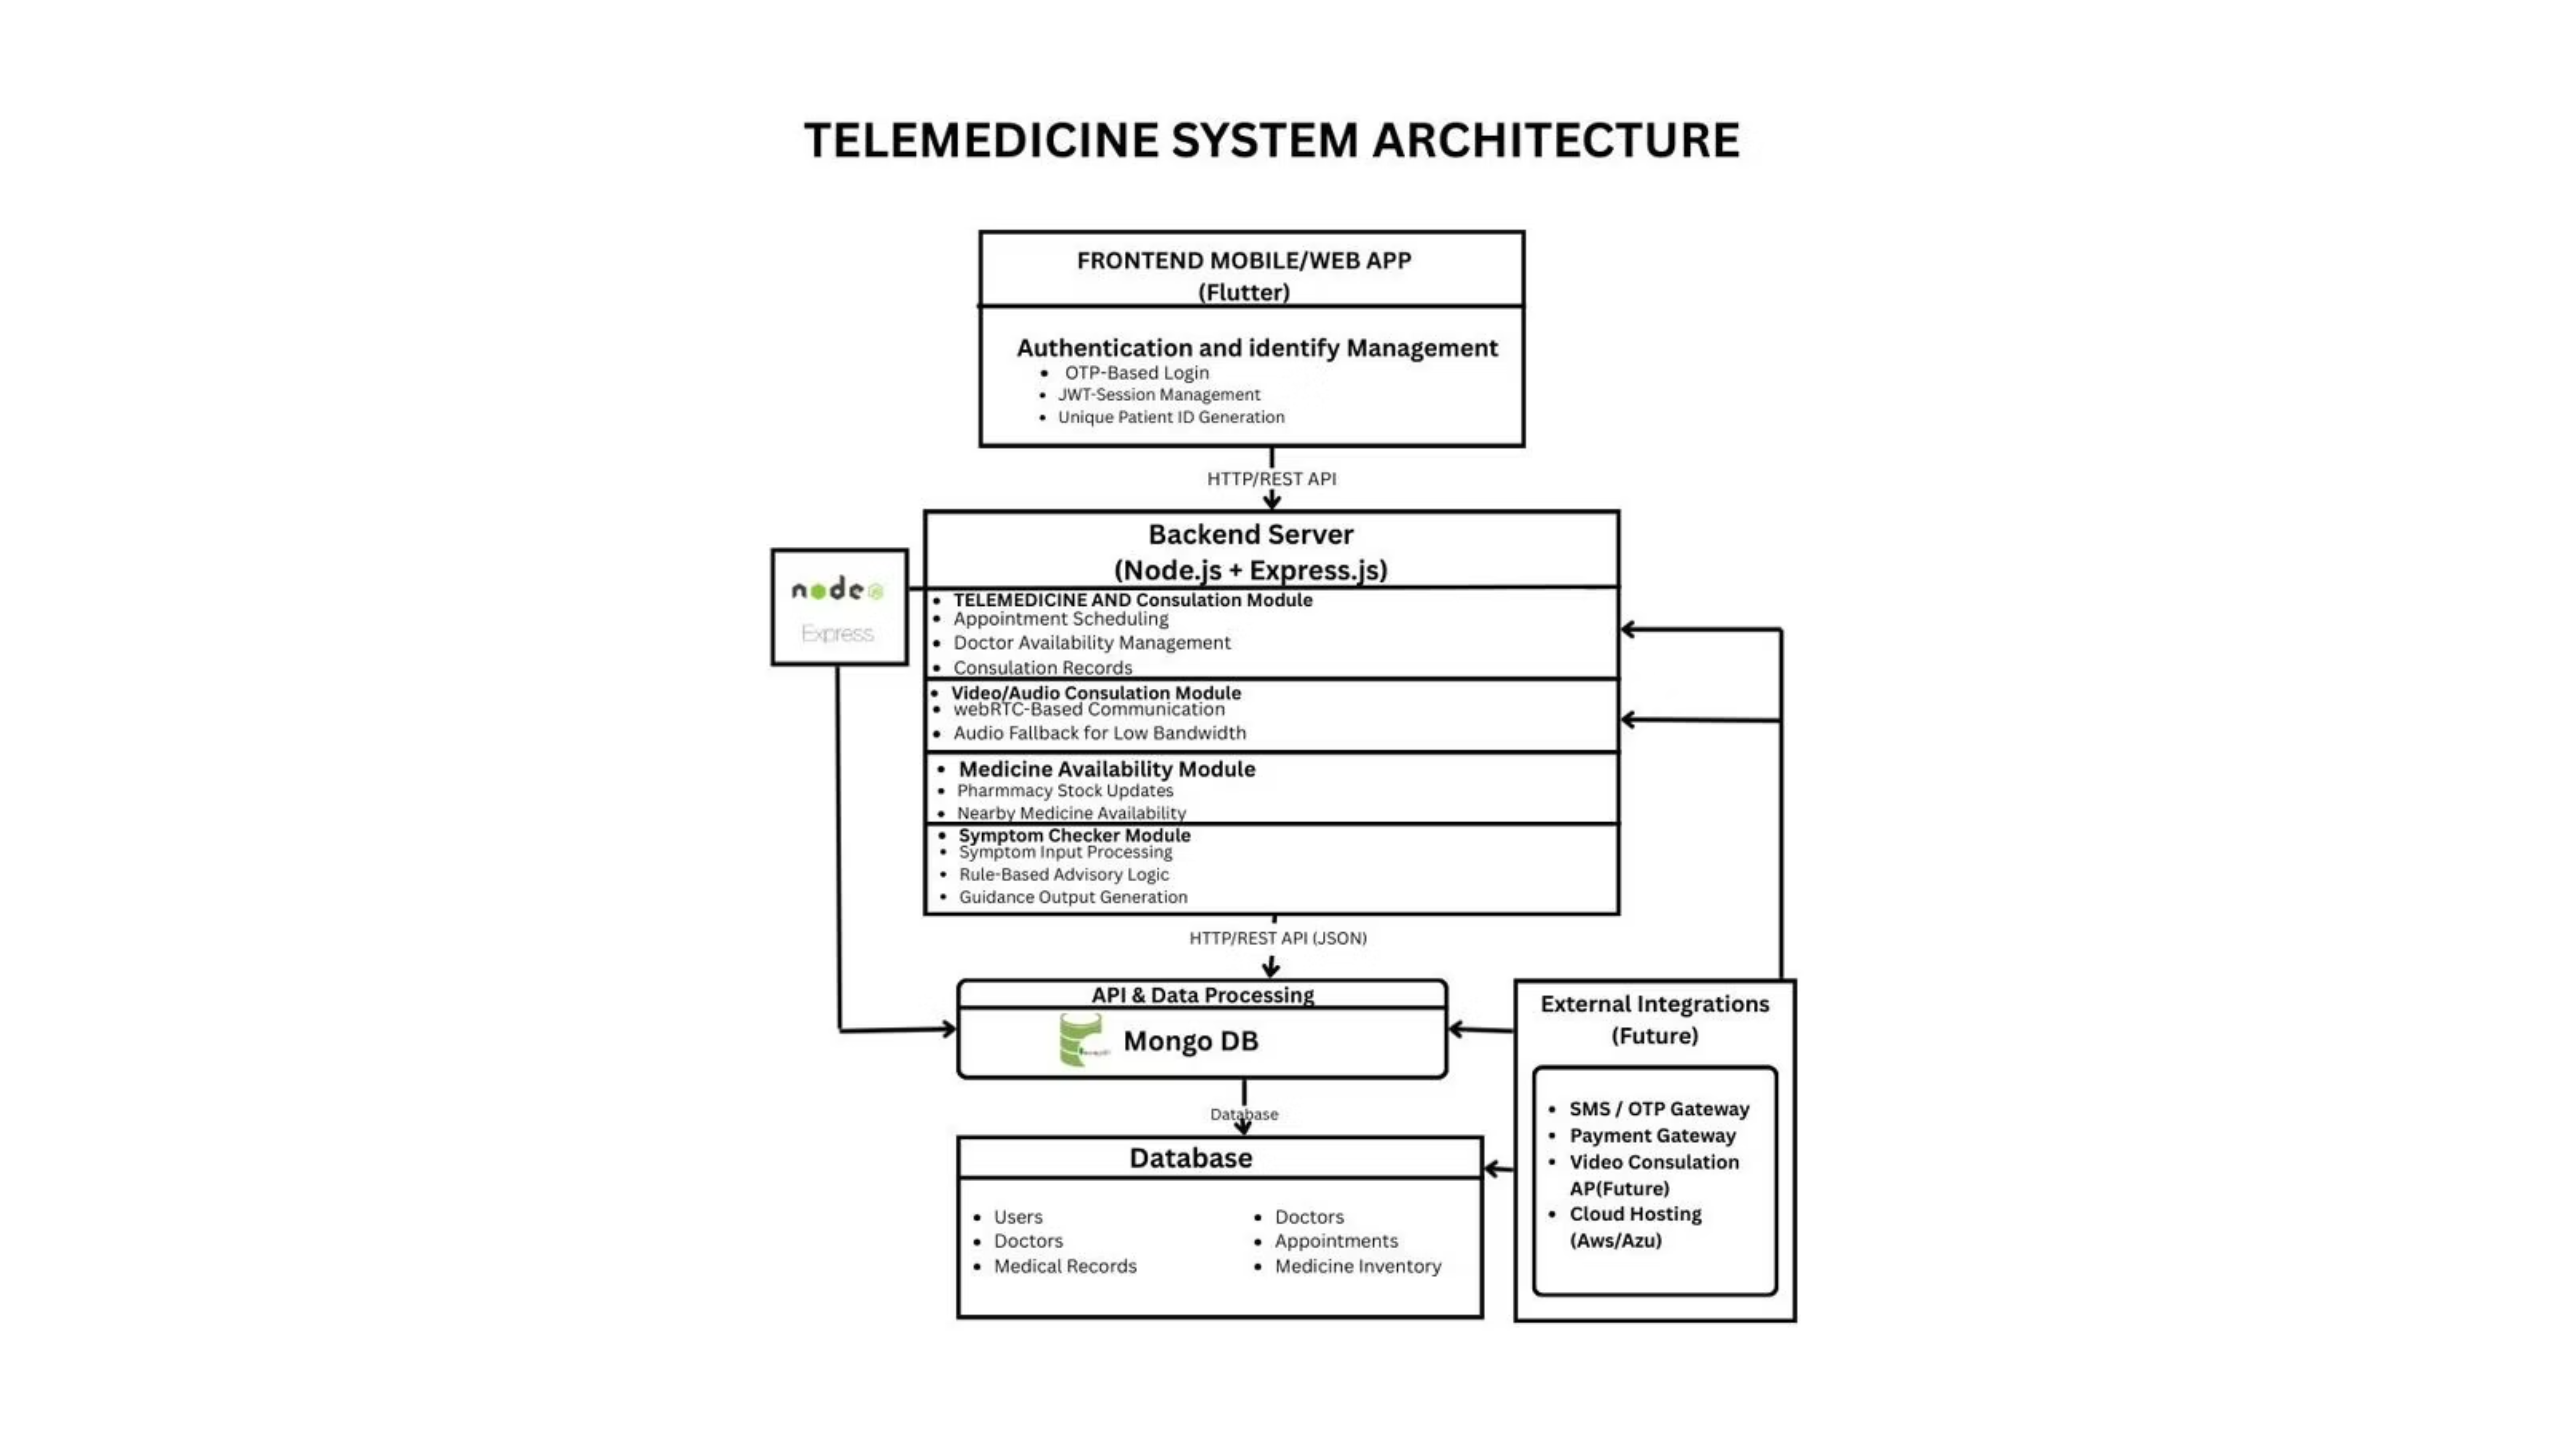 TELEMEDICINE SYSTEM ARCHITECTURE
FRONTEND MOBILE/WEB APP
(Flutter)
Authentication and identify Management
• OTP-Based Login
• JWT-Session Management
• Unique Patient ID Generation
HTTP/REST API
Backend Server
(Node.js + Express.js)
node
Express
• TELEMEDICINE AND Consulation Module
• Appointment Scheduling
• Doctor Availability Management
• Consulation Records
• Video/Audio Consulation Module
• webRTC-Based Communication
• Audio Fallback for Low Bandwidth
• Medicine Availability Module
• Pharmmacy Stock Updates
• Nearby Medicine Availability
• Symptom Checker Module
• Symptom Input Processing
• Rule-Based Advisory Logic
• Guidance Output Generation
HTTP/REST API (JSON)
API & Data Processing
Mongo DB
Database
Database
• Users
• Doctors
• Medical Records
• Doctors
• Appointments
• Medicine Inventory
External Integrations
(Future)
• SMS / OTP Gateway
• Payment Gateway
• Video Consulation
AP(Future)
• Cloud Hosting
(Aws/Azu)